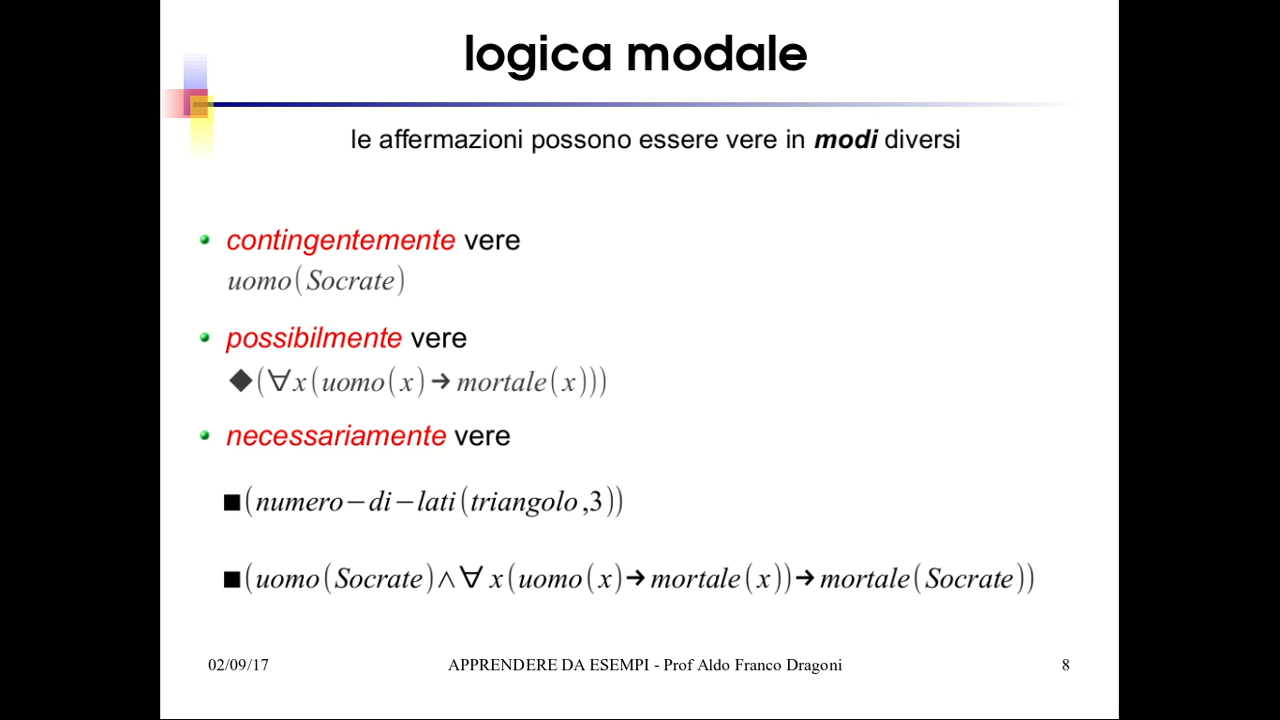 logica modale
le affermazioni possono essere vere in modi diversi
contingentemente vere
uomo(Socrate)
possibilmente vere
◆(∀x(uomo(x)→mortale(x)))
necessariamente vere
■(numero−di−lati(triangolo,3))
■(uomo(Socrate)∧∀x(uomo(x)→mortale(x))→mortale(Socrate))
02/09/17 APPRENDERE DA ESEMPI - Prof Aldo Franco Dragoni 8